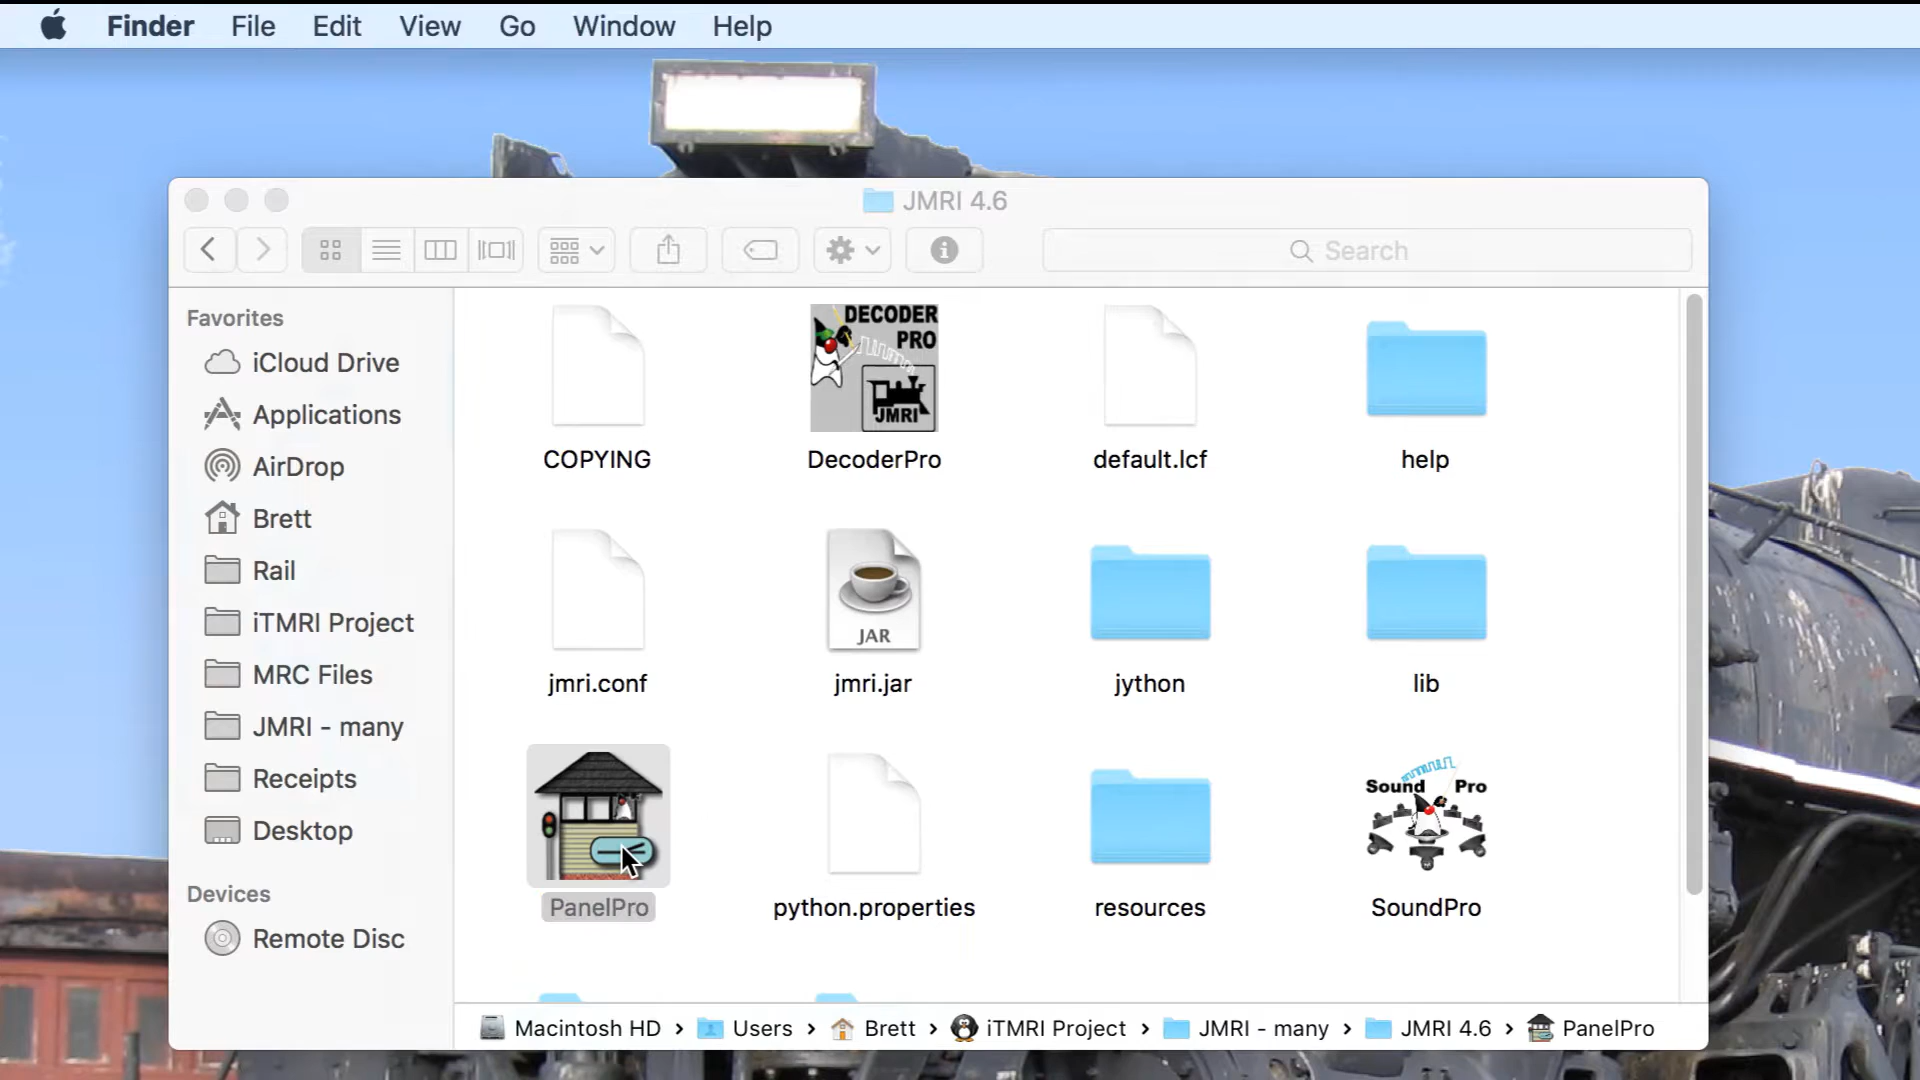 Finder File Edit View Go Window Help
JMRI 4.6
Search
Favorites
iCloud Drive
Applications
AirDrop
Brett
Rail
iTMRI Project
MRC Files
JMRI - many
Receipts
Desktop
Devices
Remote Disc
DECODER
PRO
JMRI
COPYING DecoderPro default.lcf help
JAR
jmri.conf jmri.jar jython lib
Sound Pro
PanelPro python.properties resources SoundPro
Macintosh HD › Users › Brett › iTMRI Project › JMRI - many › JMRI 4.6 › PanelPro